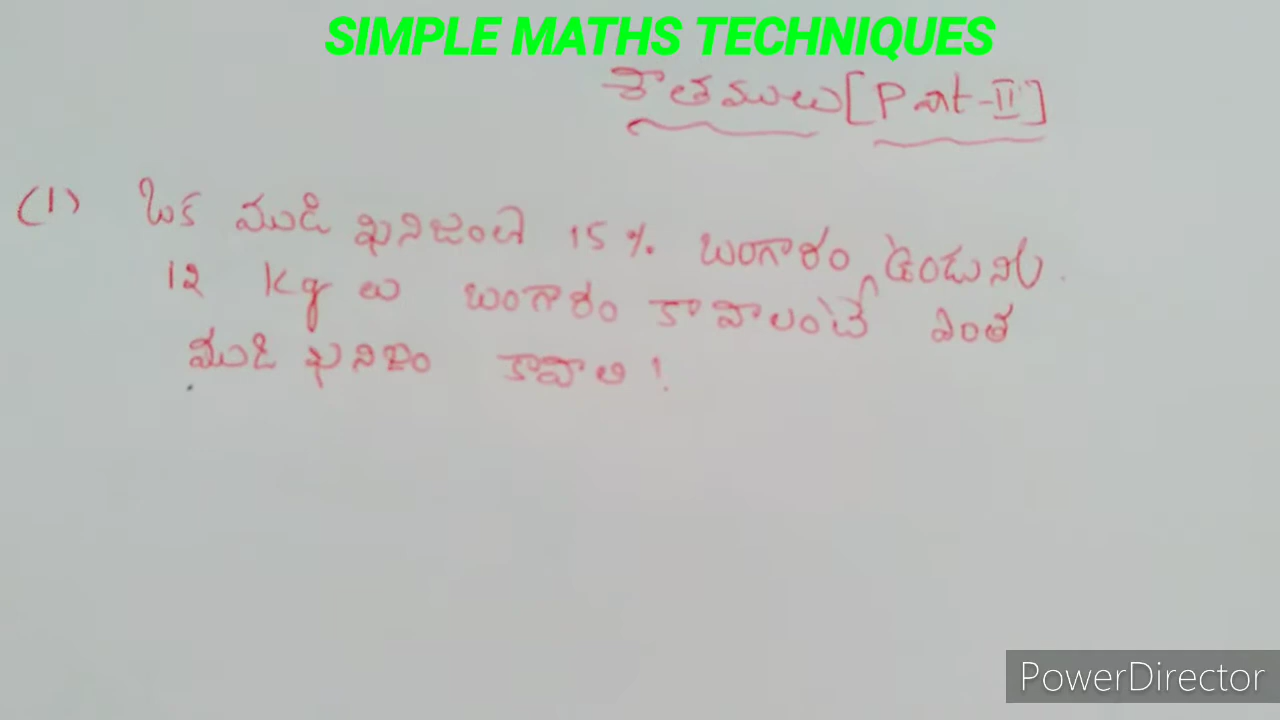 SIMPLE MATHS TECHNIQUES
శాతములు [Part-II]
(1) ఒక ముడి ఖనిజంలో 15% బంగారం ఉండునిల
12 Kg లు బంగారం కావాలంటే ఎంత
ముడి ఖనిజం కావాలి !
PowerDirector